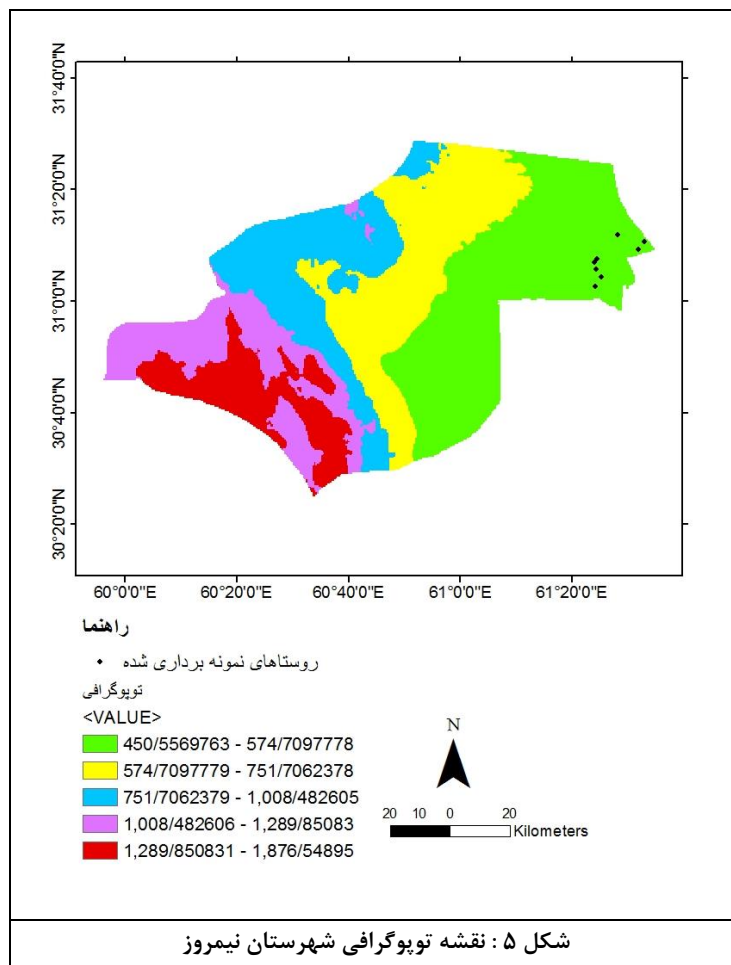 31°40'0"N
31°20'0"N
31°0'0"N
30°40'0"N
30°20'0"N
60°0'0"E 60°20'0"E 60°40'0"E 61°0'0"E 61°20'0"E
راهنما
روستاهای نمونه برداری شده
توپوگرافی
<VALUE>
450/5569763 - 574/7097778
574/7097779 - 751/7062378
751/7062379 - 1,008/482605
1,008/482606 - 1,289/85083
1,289/850831 - 1,876/54895
N
20 10 0 20
Kilometers
شکل ۵ : نقشه توپوگرافی شهرستان نیمروز